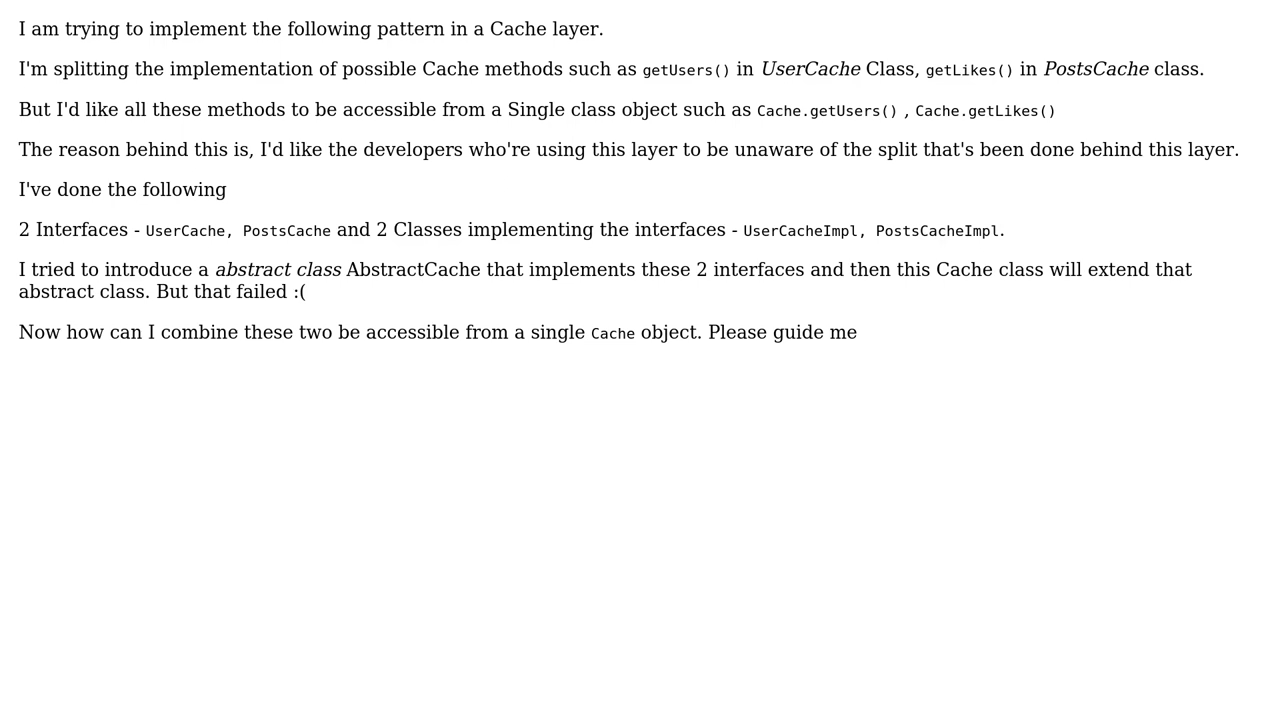 I am trying to implement the following pattern in a Cache layer.
I'm splitting the implementation of possible Cache methods such as getUsers() in UserCache Class, getLikes() in PostsCache class.
But I'd like all these methods to be accessible from a Single class object such as Cache.getUsers() , Cache.getLikes()
The reason behind this is, I'd like the developers who're using this layer to be unaware of the split that's been done behind this layer.
I've done the following
2 Interfaces - UserCache, PostsCache and 2 Classes implementing the interfaces - UserCacheImpl, PostsCacheImpl.
I tried to introduce a abstract class AbstractCache that implements these 2 interfaces and then this Cache class will extend that
abstract class. But that failed :(
Now how can I combine these two be accessible from a single Cache object. Please guide me